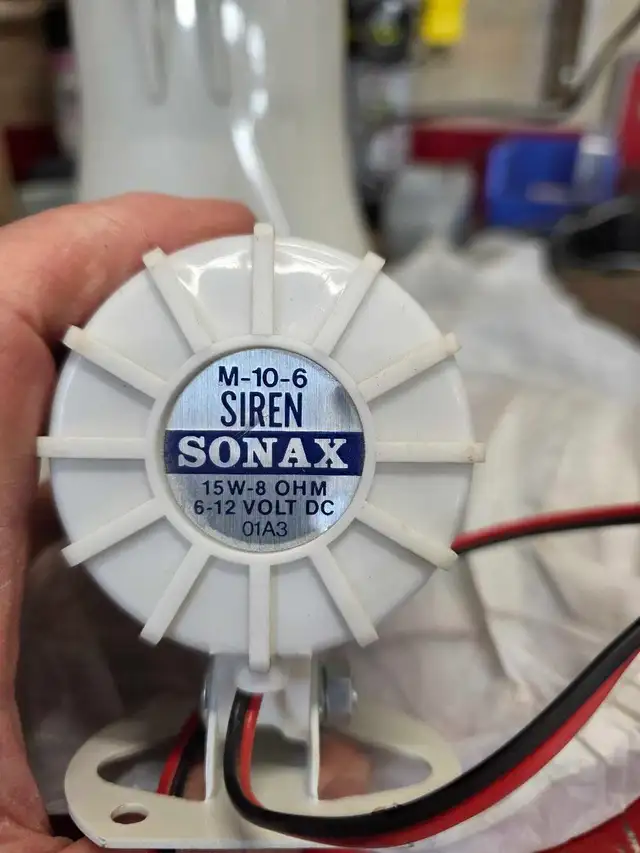 M-10-6
SIREN
SONAX
15W-8 OHM
6-12 VOLT DC
01A3